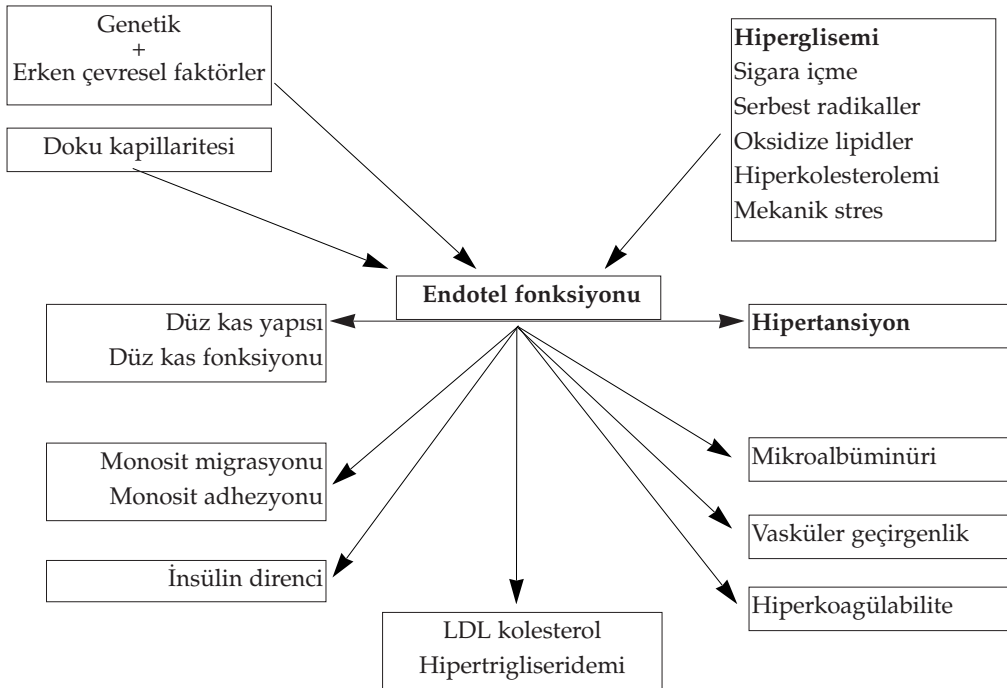 Genetik
+
Erken çevresel faktörler
Doku kapillaritesi
Hiperglisemi
Sigara içme
Serbest radikaller
Oksidize lipidler
Hiperkolesterolemi
Mekanik stres
Endotel fonksiyonu
Düz kas yapısı
Düz kas fonksiyonu
Hipertansiyon
Monosit migrasyonu
Monosit adhezyonu
Mikroalbüminüri
Vasküler geçirgenlik
İnsülin direnci
Hiperkoagülabilite
LDL kolesterol
Hipertrigliseridemi